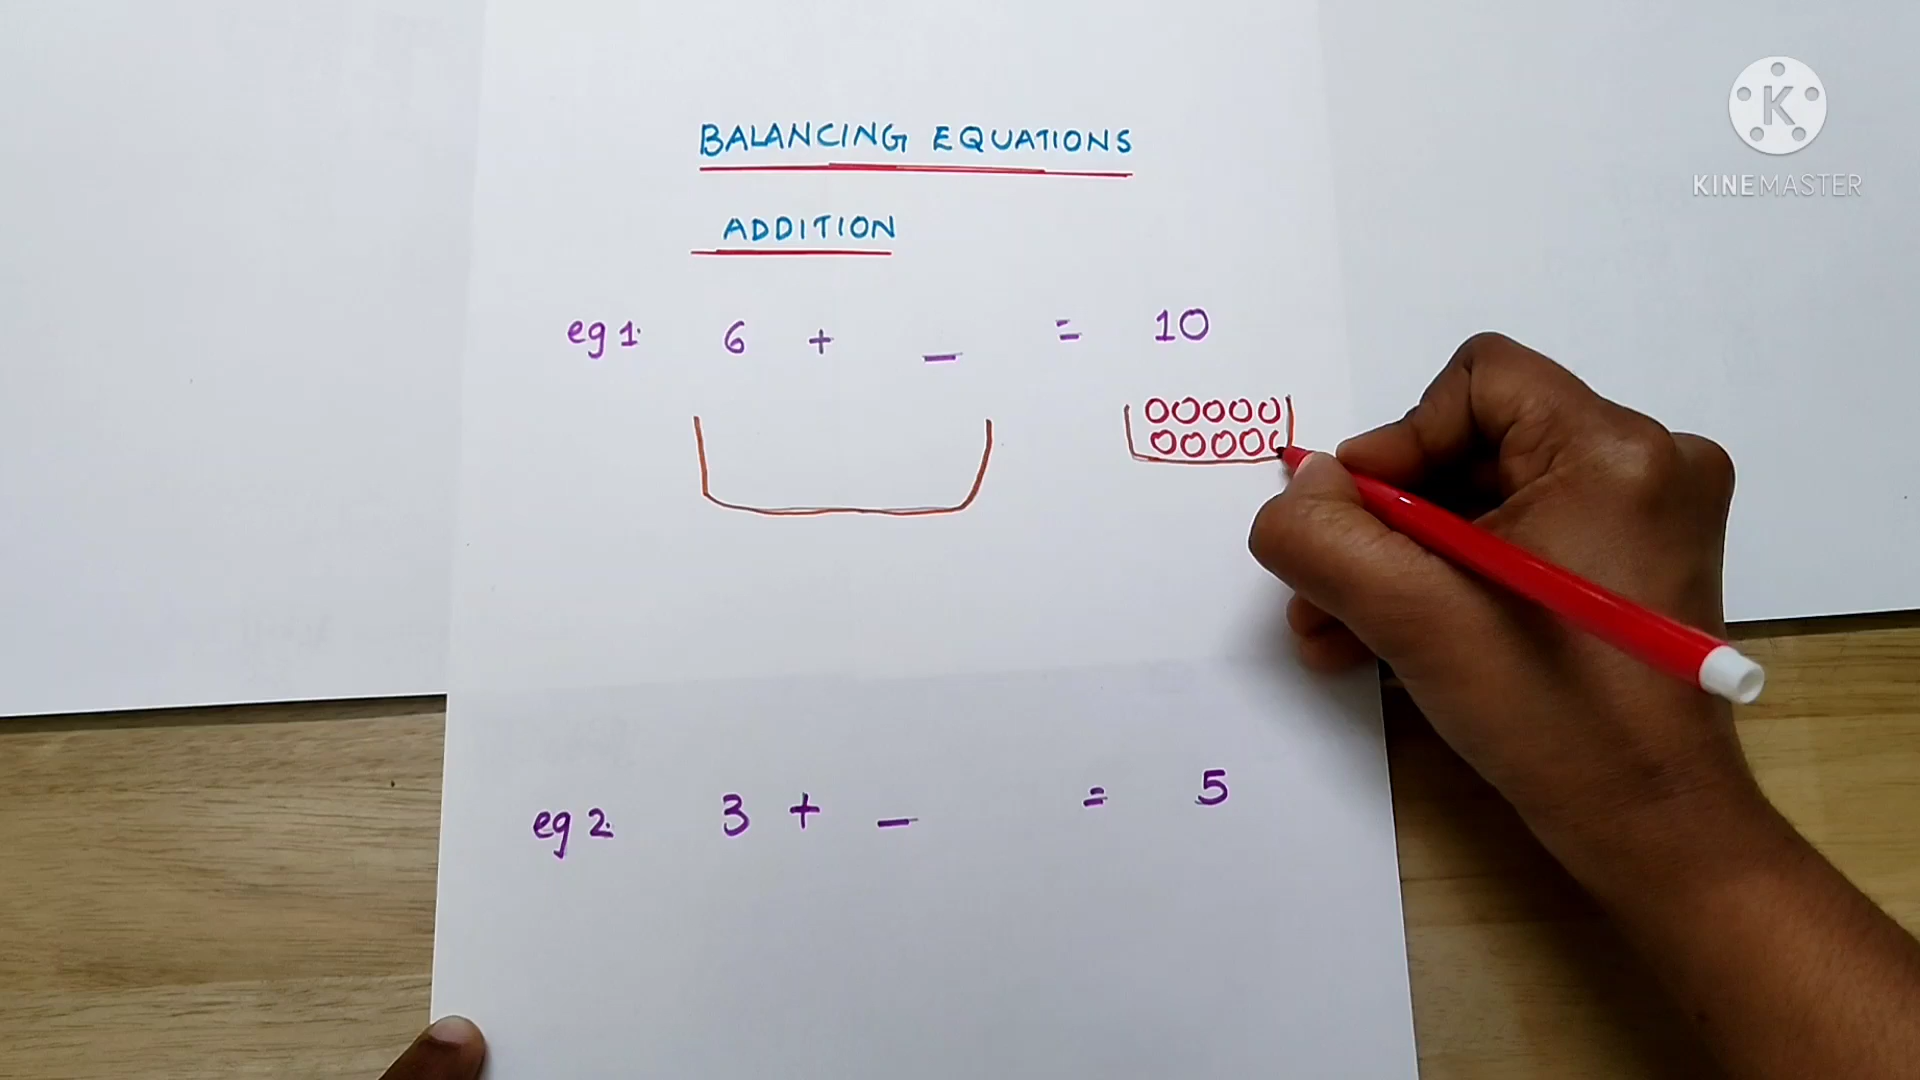 BALANCING EQUATIONS
ADDITION
eg 1. 6 + _ = 10
eg 2. 3 + _ = 5
K
KINEMASTER